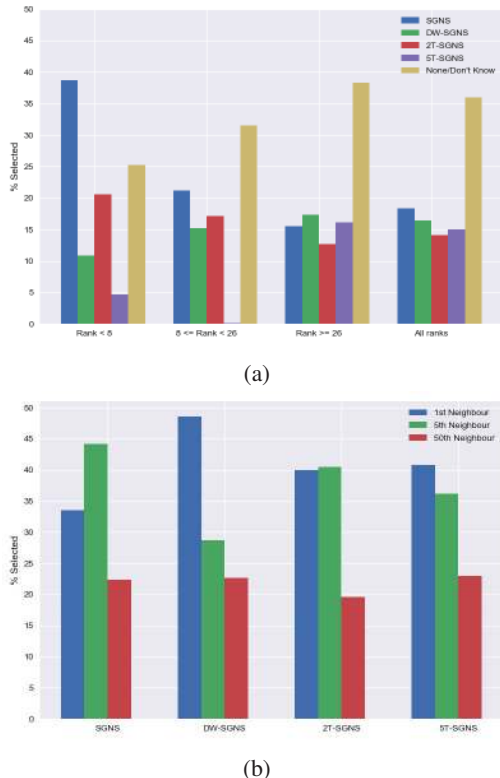 50
45
40
35
30
25
20
15
10
5
0
% Selected
SGNS
DW-SGNS
2T-SGNS
5T-SGNS
None/Don't Know
Rank < 8
8 <= Rank < 26
Rank >= 26
All ranks
(a)
50
45
40
35
30
25
20
15
10
5
0
% Selected
1st Neighbour
5th Neighbour
50th Neighbour
SGNS
DW-SGNS
2T-SGNS
5T-SGNS
(b)